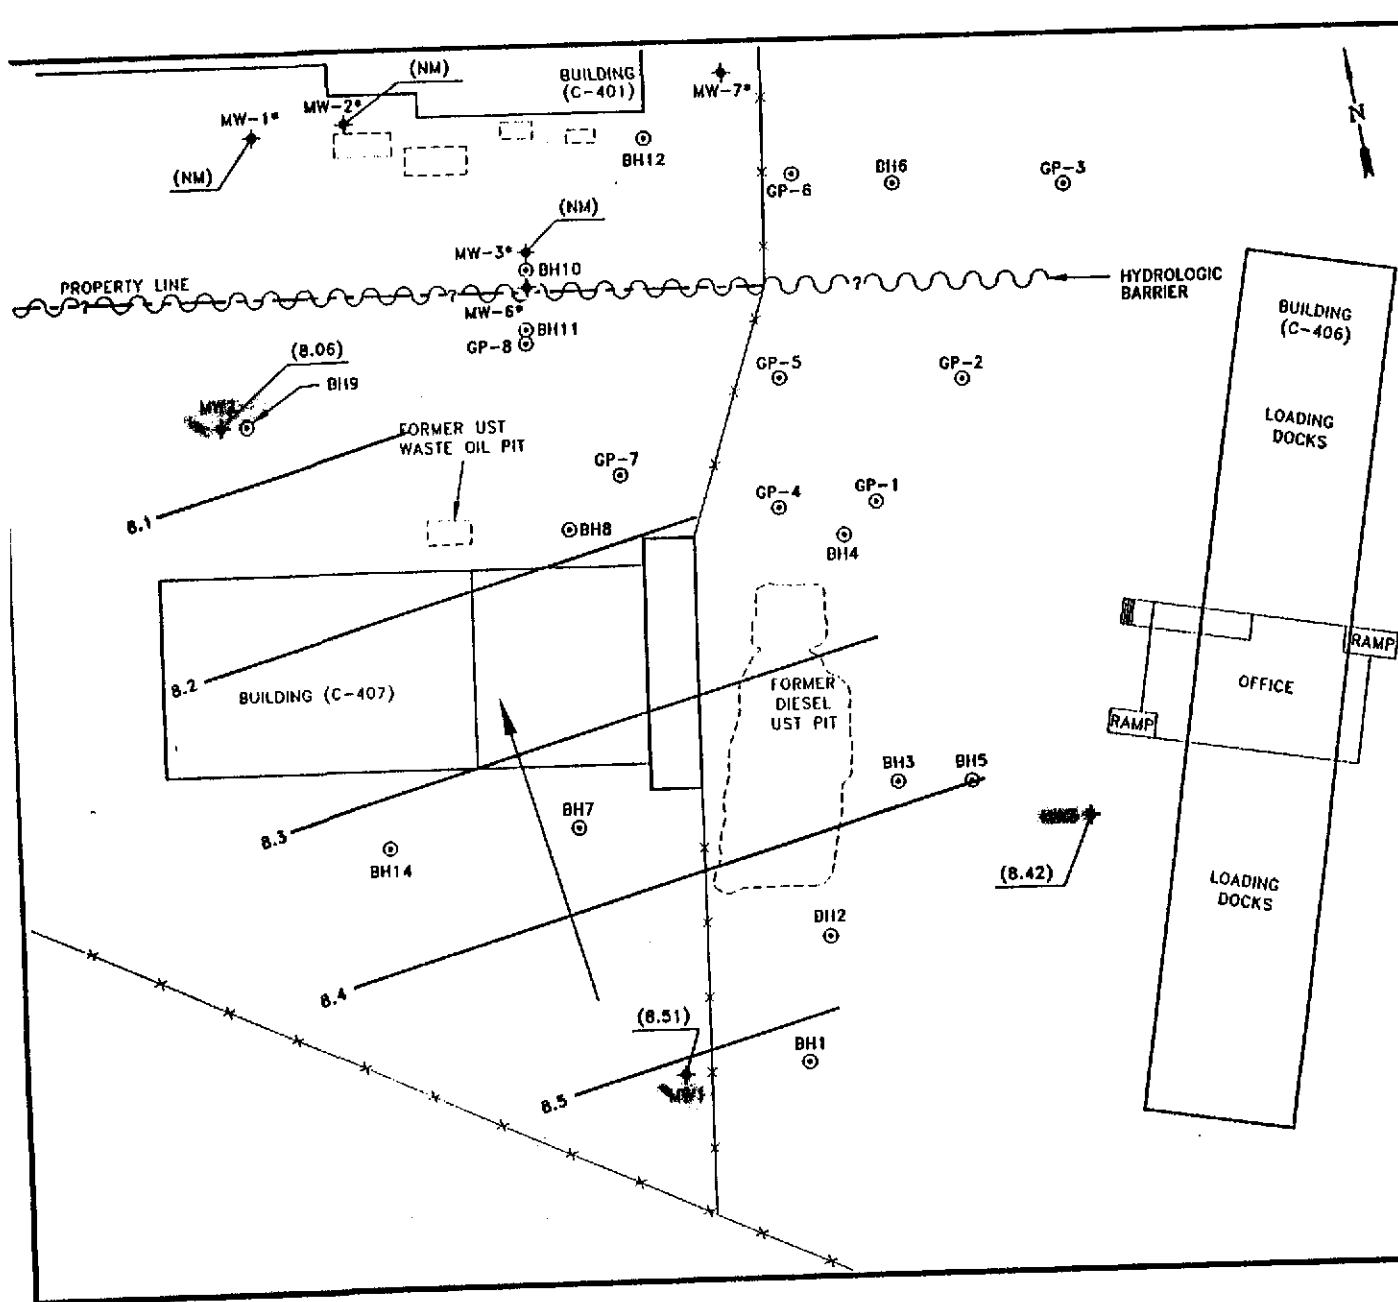 (NM)
BUILDING
(C-401)
MW-7*
MW-2*
MW-1*
BH12
(NM)
GP-6
BH6
GP-3
N
(NM)
MW-3*
BH10
PROPERTY LINE
?
?
?
HYDROLOGIC
BARRIER
MW-6*
BH11
GP-8
BUILDING
(C-406)
(8.06)
BH9
GP-5
GP-2
LOADING
DOCKS
FORMER UST
WASTE OIL PIT
GP-7
GP-4
GP-1
8.1
BH8
BH4
8.2
BUILDING (C-407)
FORMER
DIESEL
UST PIT
RAMP
OFFICE
RAMP
BH3
BH5
8.3
BH7
BH14
(8.42)
LOADING
DOCKS
BH2
8.4
(8.51)
BH1
8.5
MW1